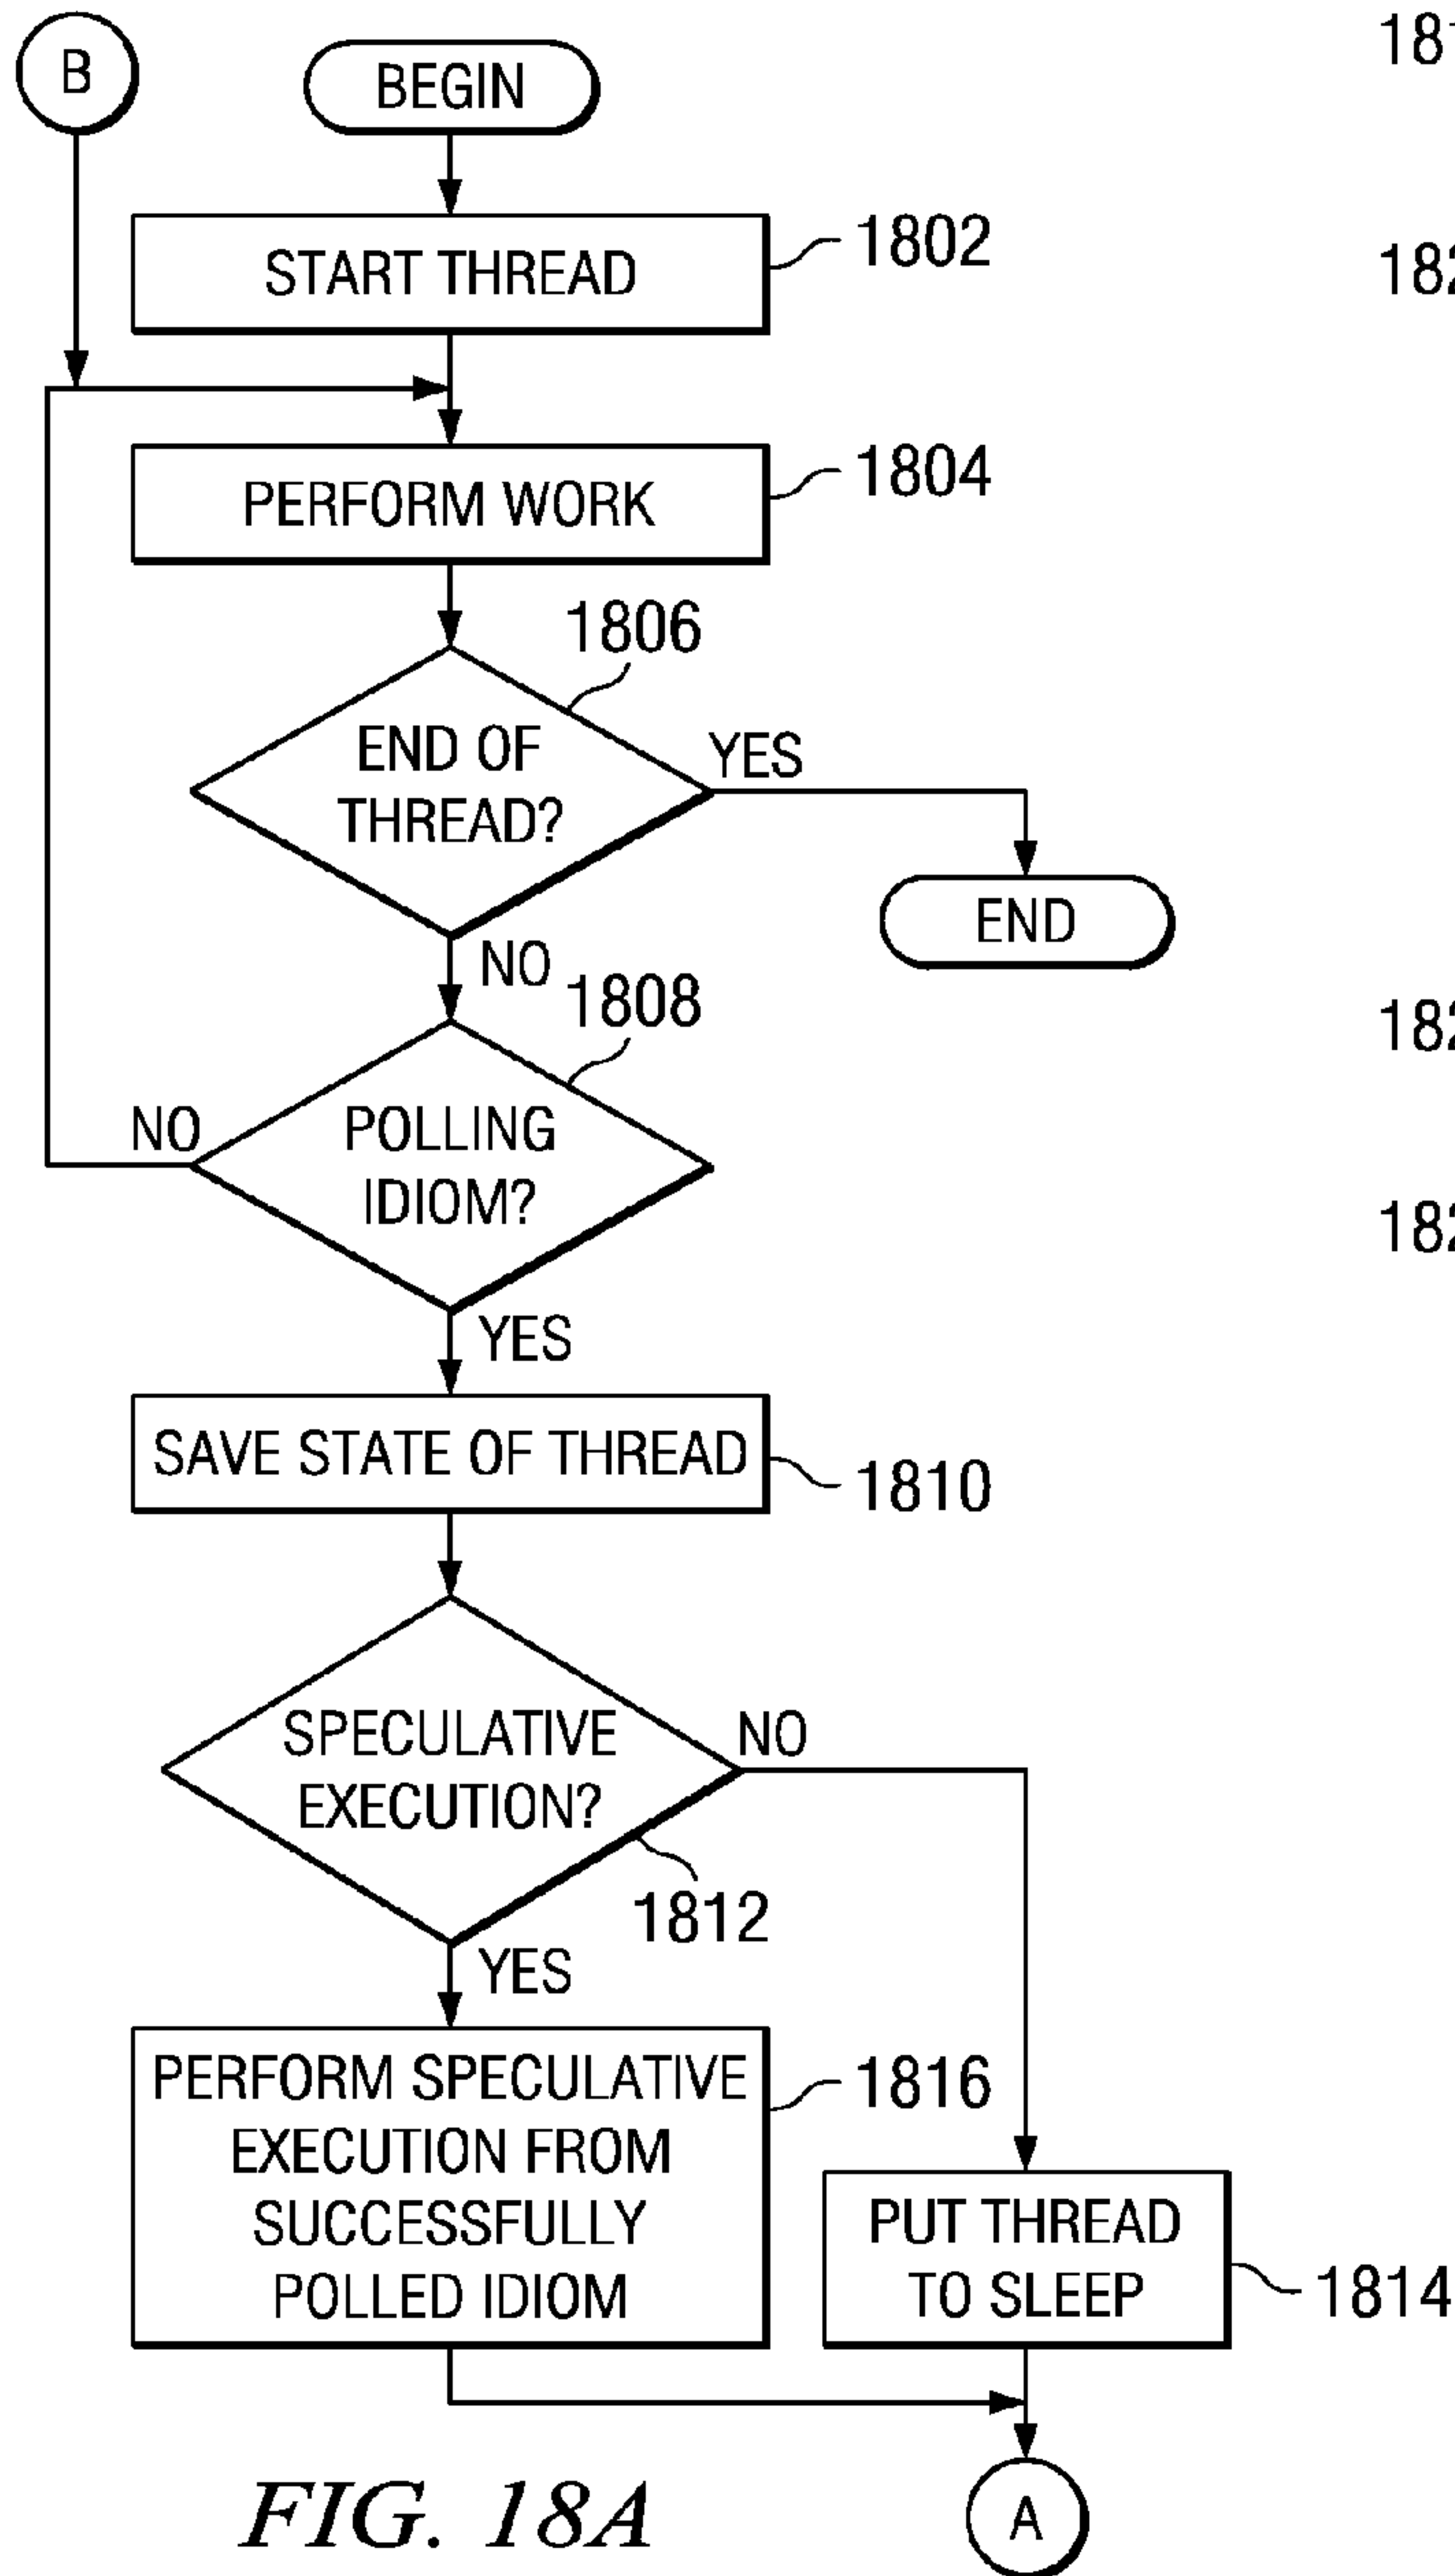 B
BEGIN
START THREAD
1802
PERFORM WORK
1804
1806
END OF
THREAD?
YES
END
NO
1808
POLLING
IDIOM?
NO
YES
SAVE STATE OF THREAD
1810
SPECULATIVE
EXECUTION?
NO
1812
YES
PERFORM SPECULATIVE
EXECUTION FROM
SUCCESSFULLY
POLLED IDIOM
1816
PUT THREAD
TO SLEEP
1814
A
FIG. 18A